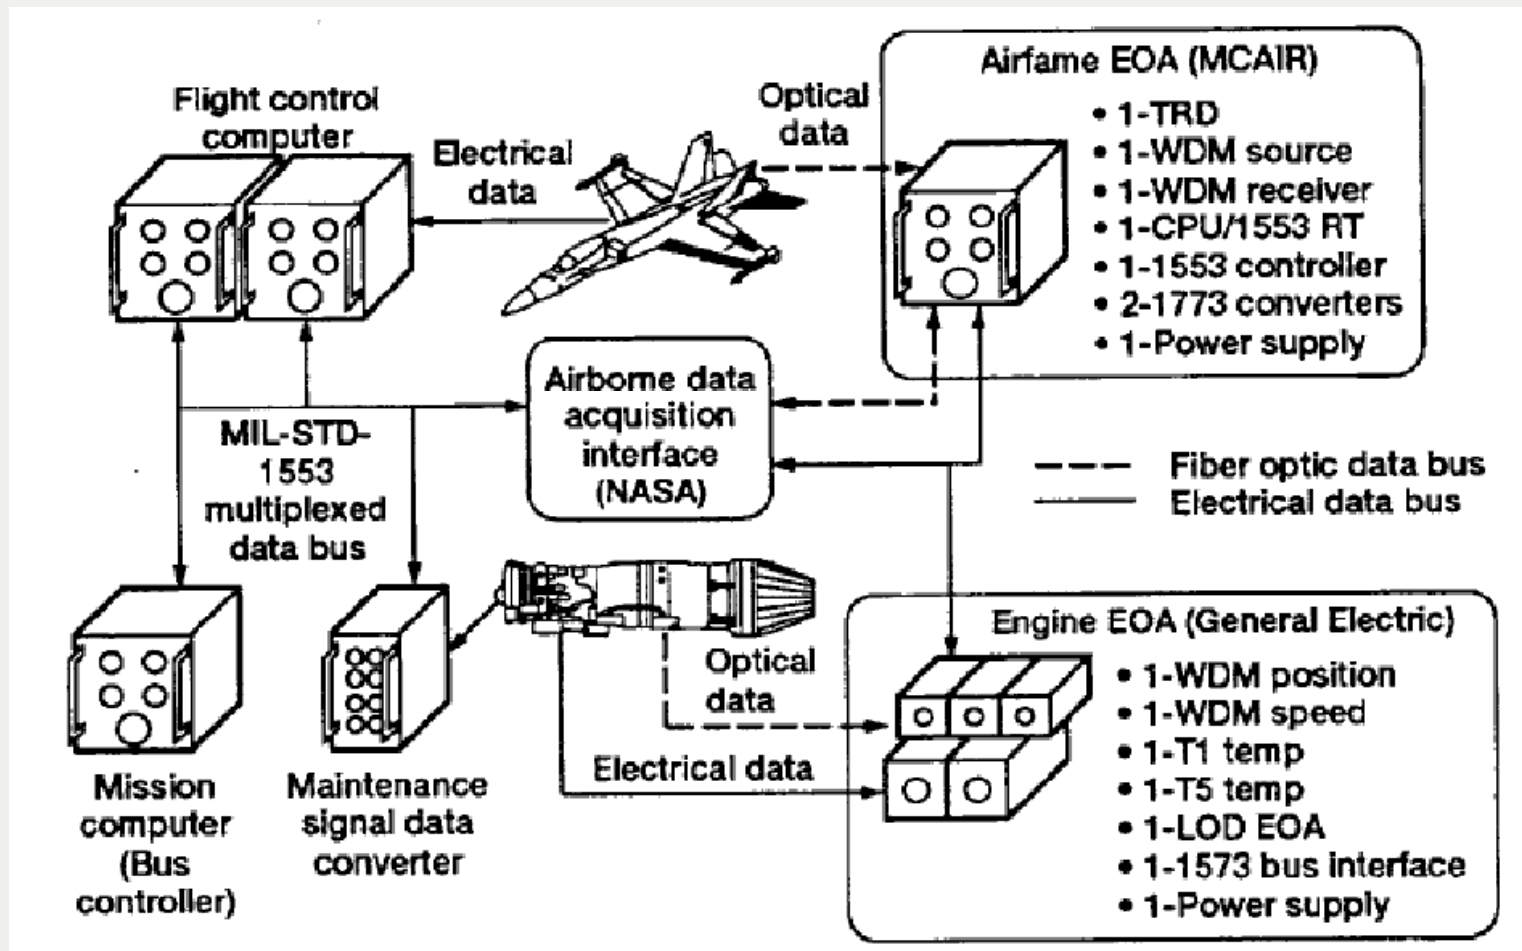 Flight control
computer
Electrical
data
Optical
data
Airfame EOA (MCAIR)
• 1-TRD
• 1-WDM source
• 1-WDM receiver
• 1-CPU/1553 RT
• 1-1553 controller
• 2-1773 converters
• 1-Power supply
Airborne data
acquisition
interface
(NASA)
MIL-STD-
1553
multiplexed
data bus
Fiber optic data bus
Electrical data bus
Mission
computer
(Bus
controller)
Maintenance
signal data
converter
Optical
data
Electrical data
Engine EOA (General Electric)
• 1-WDM position
• 1-WDM speed
• 1-T1 temp
• 1-T5 temp
• 1-LOD EOA
• 1-1573 bus interface
• 1-Power supply